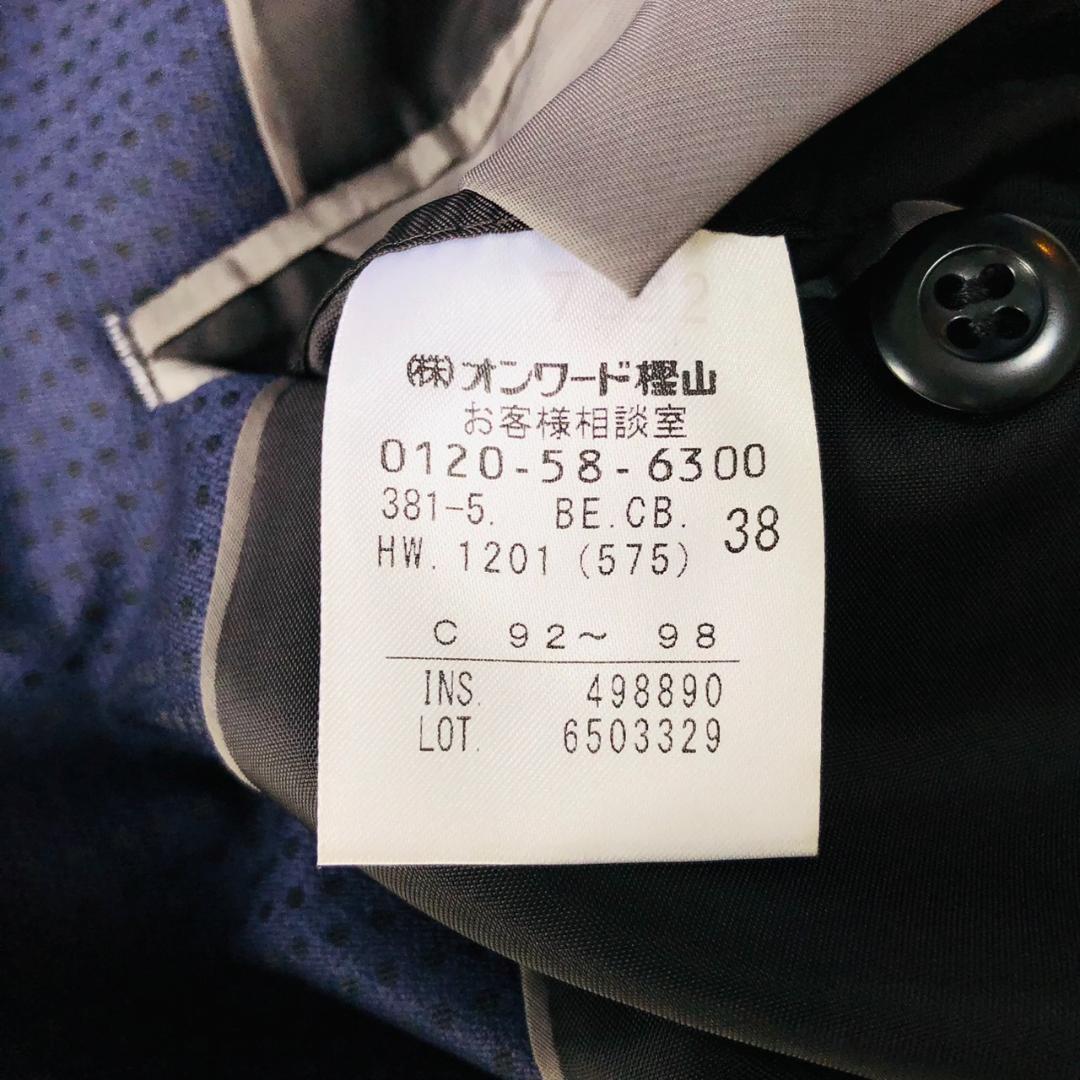 (株)オンワード樫山
お客様相談室
0120-58-6300
381-5. BE.CB. 38
HW. 1201 (575)
C 92～ 98
INS. 498890
LOT. 6503329